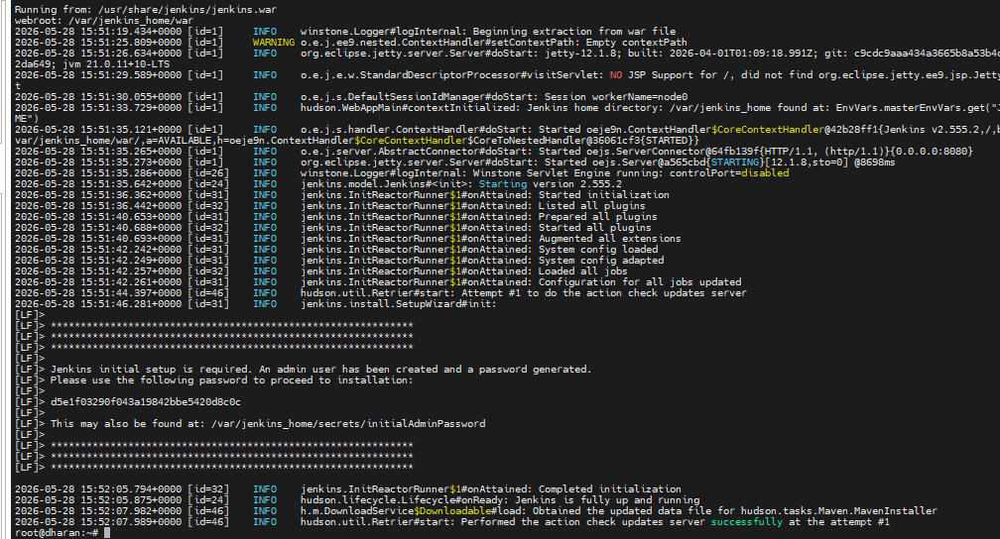 Running from: /usr/share/jenkins/jenkins.war
webroot: /var/jenkins_home/war
2026-05-28 15:51:19.434+0000 [id=1] INFO winstone.Logger#logInternal: Beginning extraction from war file
2026-05-28 15:51:25.809+0000 [id=1] WARNING o.e.j.ee9.nested.ContextHandler#setContextPath: Empty contextPath
2026-05-28 15:51:26.634+0000 [id=1] INFO org.eclipse.jetty.server.Server#doStart: jetty-12.1.8; built: 2026-04-01T01:09:18.991Z; git: c9cdc9aaa434a3665b8a53b4c
2da649; jvm 21.0.11+10-LTS
2026-05-28 15:51:29.589+0000 [id=1] INFO o.e.j.e.w.StandardDescriptorProcessor#visitServlet: NO JSP Support for /, did not find org.eclipse.jetty.ee9.jsp.Jetty
t
2026-05-28 15:51:30.055+0000 [id=1] INFO o.e.j.s.DefaultSessionIdManager#doStart: Session workerName=node0
2026-05-28 15:51:33.729+0000 [id=1] INFO hudson.WebAppMain#contextInitialized: Jenkins home directory: /var/jenkins_home found at: EnvVars.masterEnvVars.get("J
ME")
2026-05-28 15:51:35.121+0000 [id=1] INFO o.e.j.s.handler.ContextHandler#doStart: Started oeje9n.ContextHandler$CoreContextHandler@42b28ff1{Jenkins v2.555.2,/,b
var/jenkins_home/war/,a=AVAILABLE,h=oeje9n.ContextHandler$CoreContextHandler$CoreToNestedHandler@36061cf3{STARTED}}
2026-05-28 15:51:35.265+0000 [id=1] INFO o.e.j.server.AbstractConnector#doStart: Started oejs.ServerConnector@64fb139f{HTTP/1.1, (http/1.1)}{0.0.0.0:8080}
2026-05-28 15:51:35.273+0000 [id=1] INFO org.eclipse.jetty.server.Server#doStart: Started oejs.Server@a565cbd{STARTING}[12.1.8,sto=0] @8698ms
2026-05-28 15:51:35.286+0000 [id=26] INFO winstone.Logger#logInternal: Winstone Servlet Engine running: controlPort=disabled
2026-05-28 15:51:35.642+0000 [id=24] INFO jenkins.model.Jenkins#<init>: Starting version 2.555.2
2026-05-28 15:51:36.362+0000 [id=31] INFO jenkins.InitReactorRunner$1#onAttained: Started initialization
2026-05-28 15:51:36.442+0000 [id=32] INFO jenkins.InitReactorRunner$1#onAttained: Listed all plugins
2026-05-28 15:51:40.653+0000 [id=31] INFO jenkins.InitReactorRunner$1#onAttained: Prepared all plugins
2026-05-28 15:51:40.688+0000 [id=32] INFO jenkins.InitReactorRunner$1#onAttained: Started all plugins
2026-05-28 15:51:40.693+0000 [id=31] INFO jenkins.InitReactorRunner$1#onAttained: Augmented all extensions
2026-05-28 15:51:42.242+0000 [id=31] INFO jenkins.InitReactorRunner$1#onAttained: System config loaded
2026-05-28 15:51:42.249+0000 [id=31] INFO jenkins.InitReactorRunner$1#onAttained: System config adapted
2026-05-28 15:51:42.257+0000 [id=32] INFO jenkins.InitReactorRunner$1#onAttained: Loaded all jobs
2026-05-28 15:51:42.261+0000 [id=31] INFO jenkins.InitReactorRunner$1#onAttained: Configuration for all jobs updated
2026-05-28 15:51:44.397+0000 [id=46] INFO hudson.util.Retrier#start: Attempt #1 to do the action check updates server
2026-05-28 15:51:46.281+0000 [id=31] INFO jenkins.install.SetupWizard#init:
[LF]>
[LF]> *************************************************************
[LF]> *************************************************************
[LF]> *************************************************************
[LF]>
[LF]> Jenkins initial setup is required. An admin user has been created and a password generated.
[LF]> Please use the following password to proceed to installation:
[LF]>
[LF]> d5e1f03290f043a19842bbe5420d8c0c
[LF]>
[LF]> This may also be found at: /var/jenkins_home/secrets/initialAdminPassword
[LF]>
[LF]> *************************************************************
[LF]> *************************************************************
[LF]> *************************************************************
2026-05-28 15:52:05.794+0000 [id=32] INFO jenkins.InitReactorRunner$1#onAttained: Completed initialization
2026-05-28 15:52:05.875+0000 [id=24] INFO hudson.lifecycle.Lifecycle#onReady: Jenkins is fully up and running
2026-05-28 15:52:07.982+0000 [id=46] INFO h.m.DownloadService$Downloadable#load: Obtained the updated data file for hudson.tasks.Maven.MavenInstaller
2026-05-28 15:52:07.989+0000 [id=46] INFO hudson.util.Retrier#start: Performed the action check updates server successfully at the attempt #1
root@dharan:~#